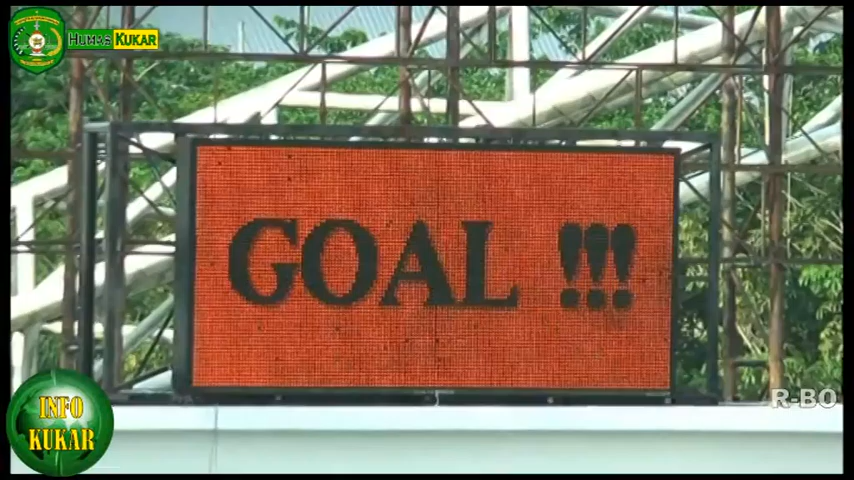 HUMAS KUKAR
GOAL !!!
R-BO
INFO
KUKAR